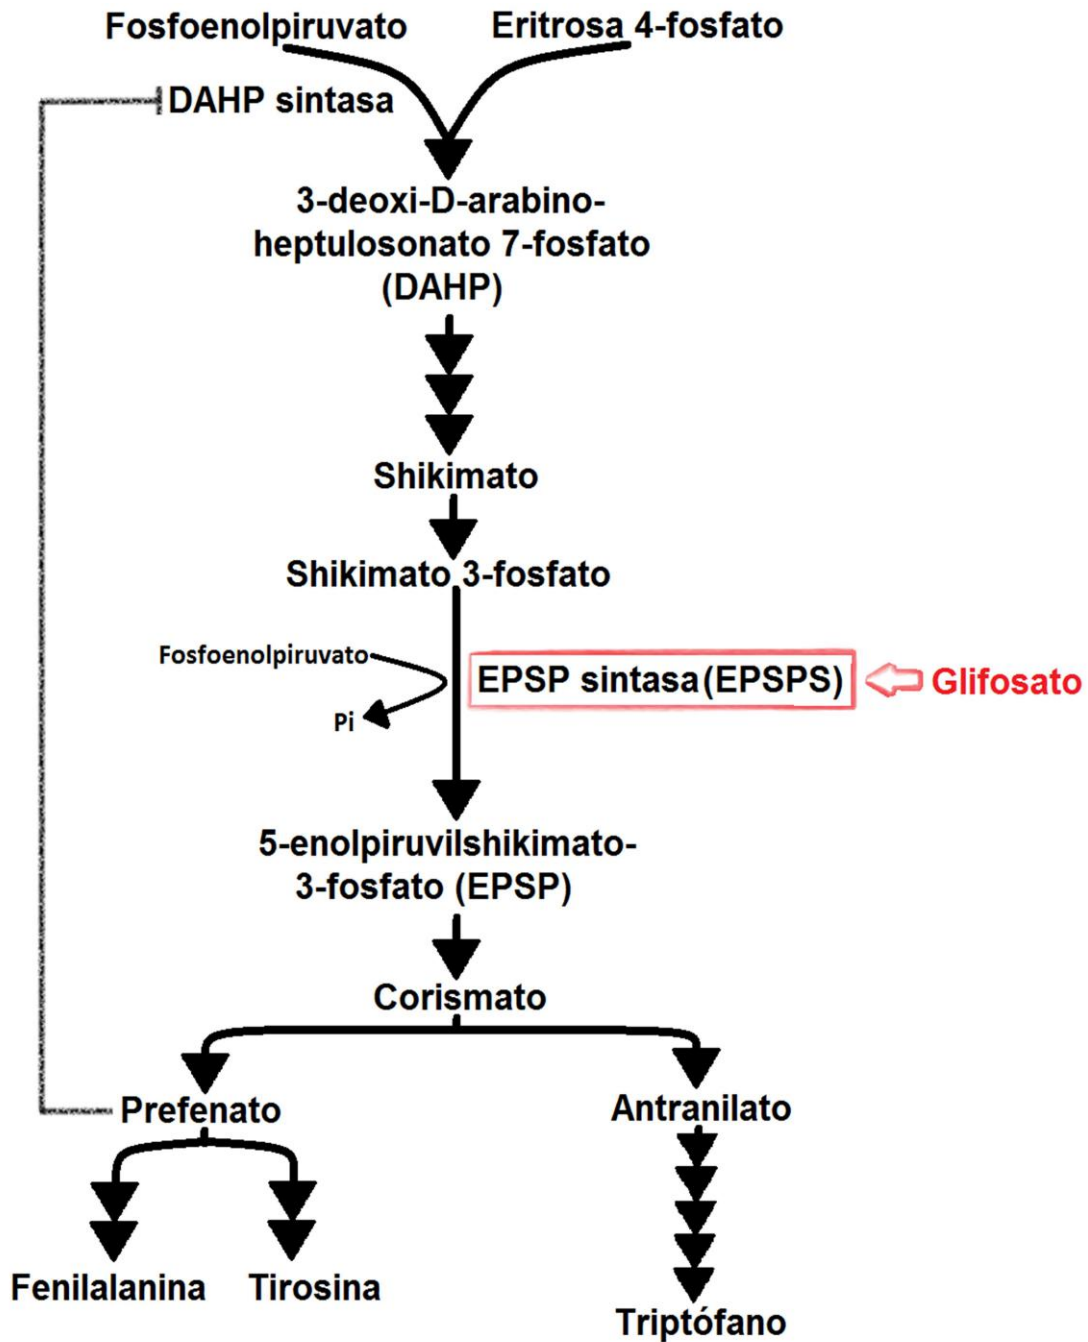 Fosfoenolpiruvato
Eritrosa 4-fosfato
DAHP sintasa
3-deoxi-D-arabino-
heptulosonato 7-fosfato
(DAHP)
Shikimato
Shikimato 3-fosfato
Fosfoenolpiruvato
EPSP sintasa(EPSPS)
Glifosato
Pi
5-enolpiruvilshikimato-
3-fosfato (EPSP)
Corismato
Prefenato
Antranilato
Fenilalanina
Tirosina
Triptófano